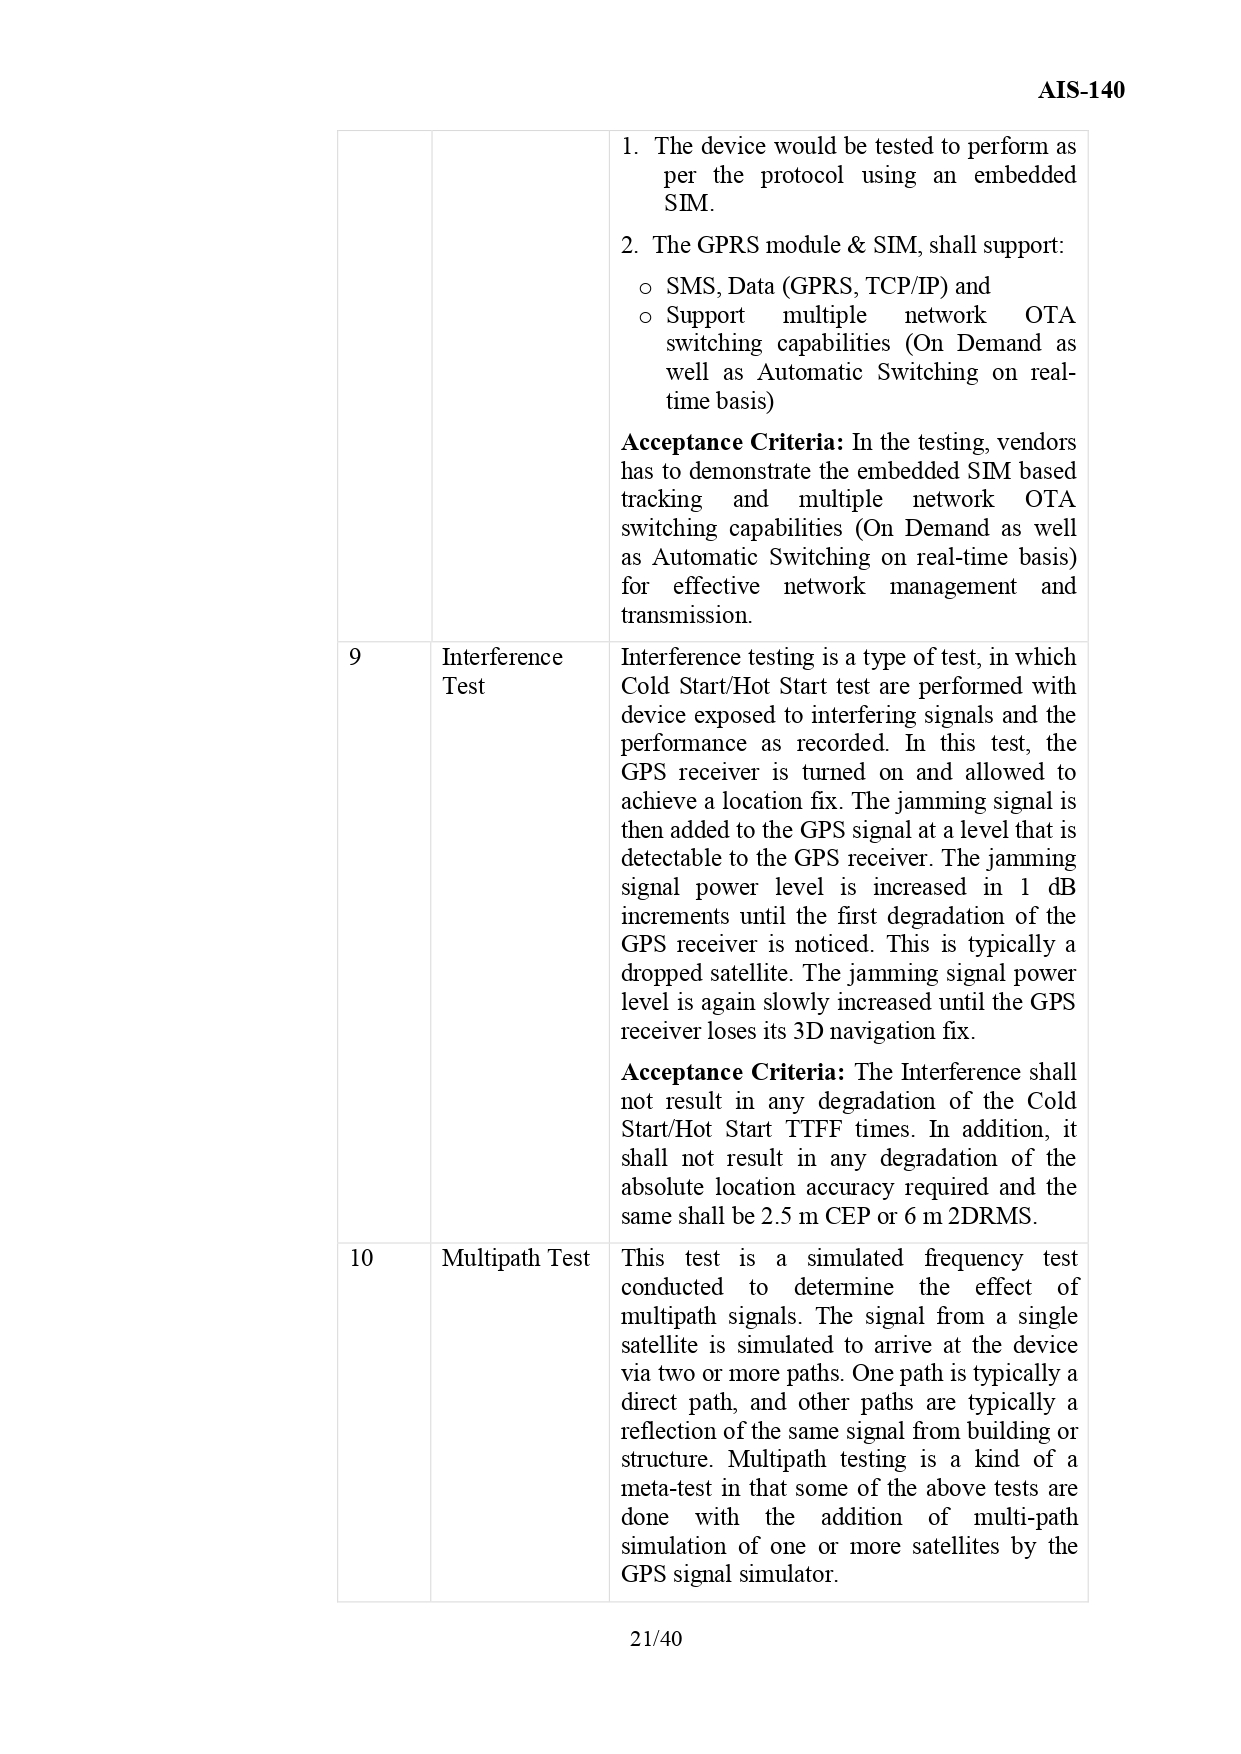 AIS-140
1. The device would be tested to perform as
per the protocol using an embedded
SIM.
2. The GPRS module & SIM, shall support:
o SMS, Data (GPRS, TCP/IP) and
o Support multiple network OTA
switching capabilities (On Demand as
well as Automatic Switching on real-
time basis)
Acceptance Criteria: In the testing, vendors
has to demonstrate the embedded SIM based
tracking and multiple network OTA
switching capabilities (On Demand as well
as Automatic Switching on real-time basis)
for effective network management and
transmission.
9 Interference Interference testing is a type of test, in which
Test Cold Start/Hot Start test are performed with
device exposed to interfering signals and the
performance as recorded. In this test, the
GPS receiver is turned on and allowed to
achieve a location fix. The jamming signal is
then added to the GPS signal at a level that is
detectable to the GPS receiver. The jamming
signal power level is increased in 1 dB
increments until the first degradation of the
GPS receiver is noticed. This is typically a
dropped satellite. The jamming signal power
level is again slowly increased until the GPS
receiver loses its 3D navigation fix.
Acceptance Criteria: The Interference shall
not result in any degradation of the Cold
Start/Hot Start TTFF times. In addition, it
shall not result in any degradation of the
absolute location accuracy required and the
same shall be 2.5 m CEP or 6 m 2DRMS.
10 Multipath Test This test is a simulated frequency test
conducted to determine the effect of
multipath signals. The signal from a single
satellite is simulated to arrive at the device
via two or more paths. One path is typically a
direct path, and other paths are typically a
reflection of the same signal from building or
structure. Multipath testing is a kind of a
meta-test in that some of the above tests are
done with the addition of multi-path
simulation of one or more satellites by the
GPS signal simulator.
21/40